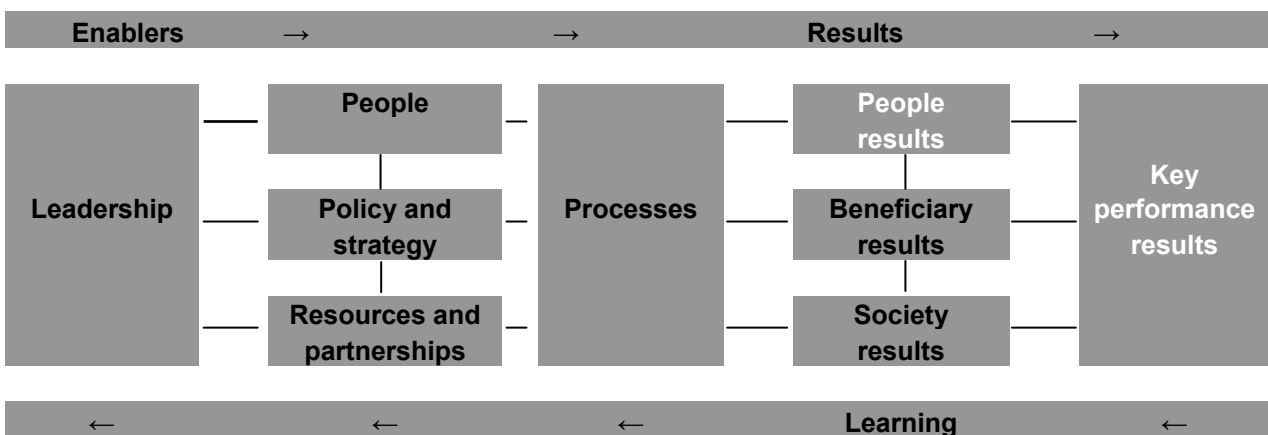 Enablers → → Results →
People
People
results
Leadership
Policy and
strategy
Processes
Beneficiary
results
Key
performance
results
Resources and
partnerships
Society
results
← ← ← Learning ←